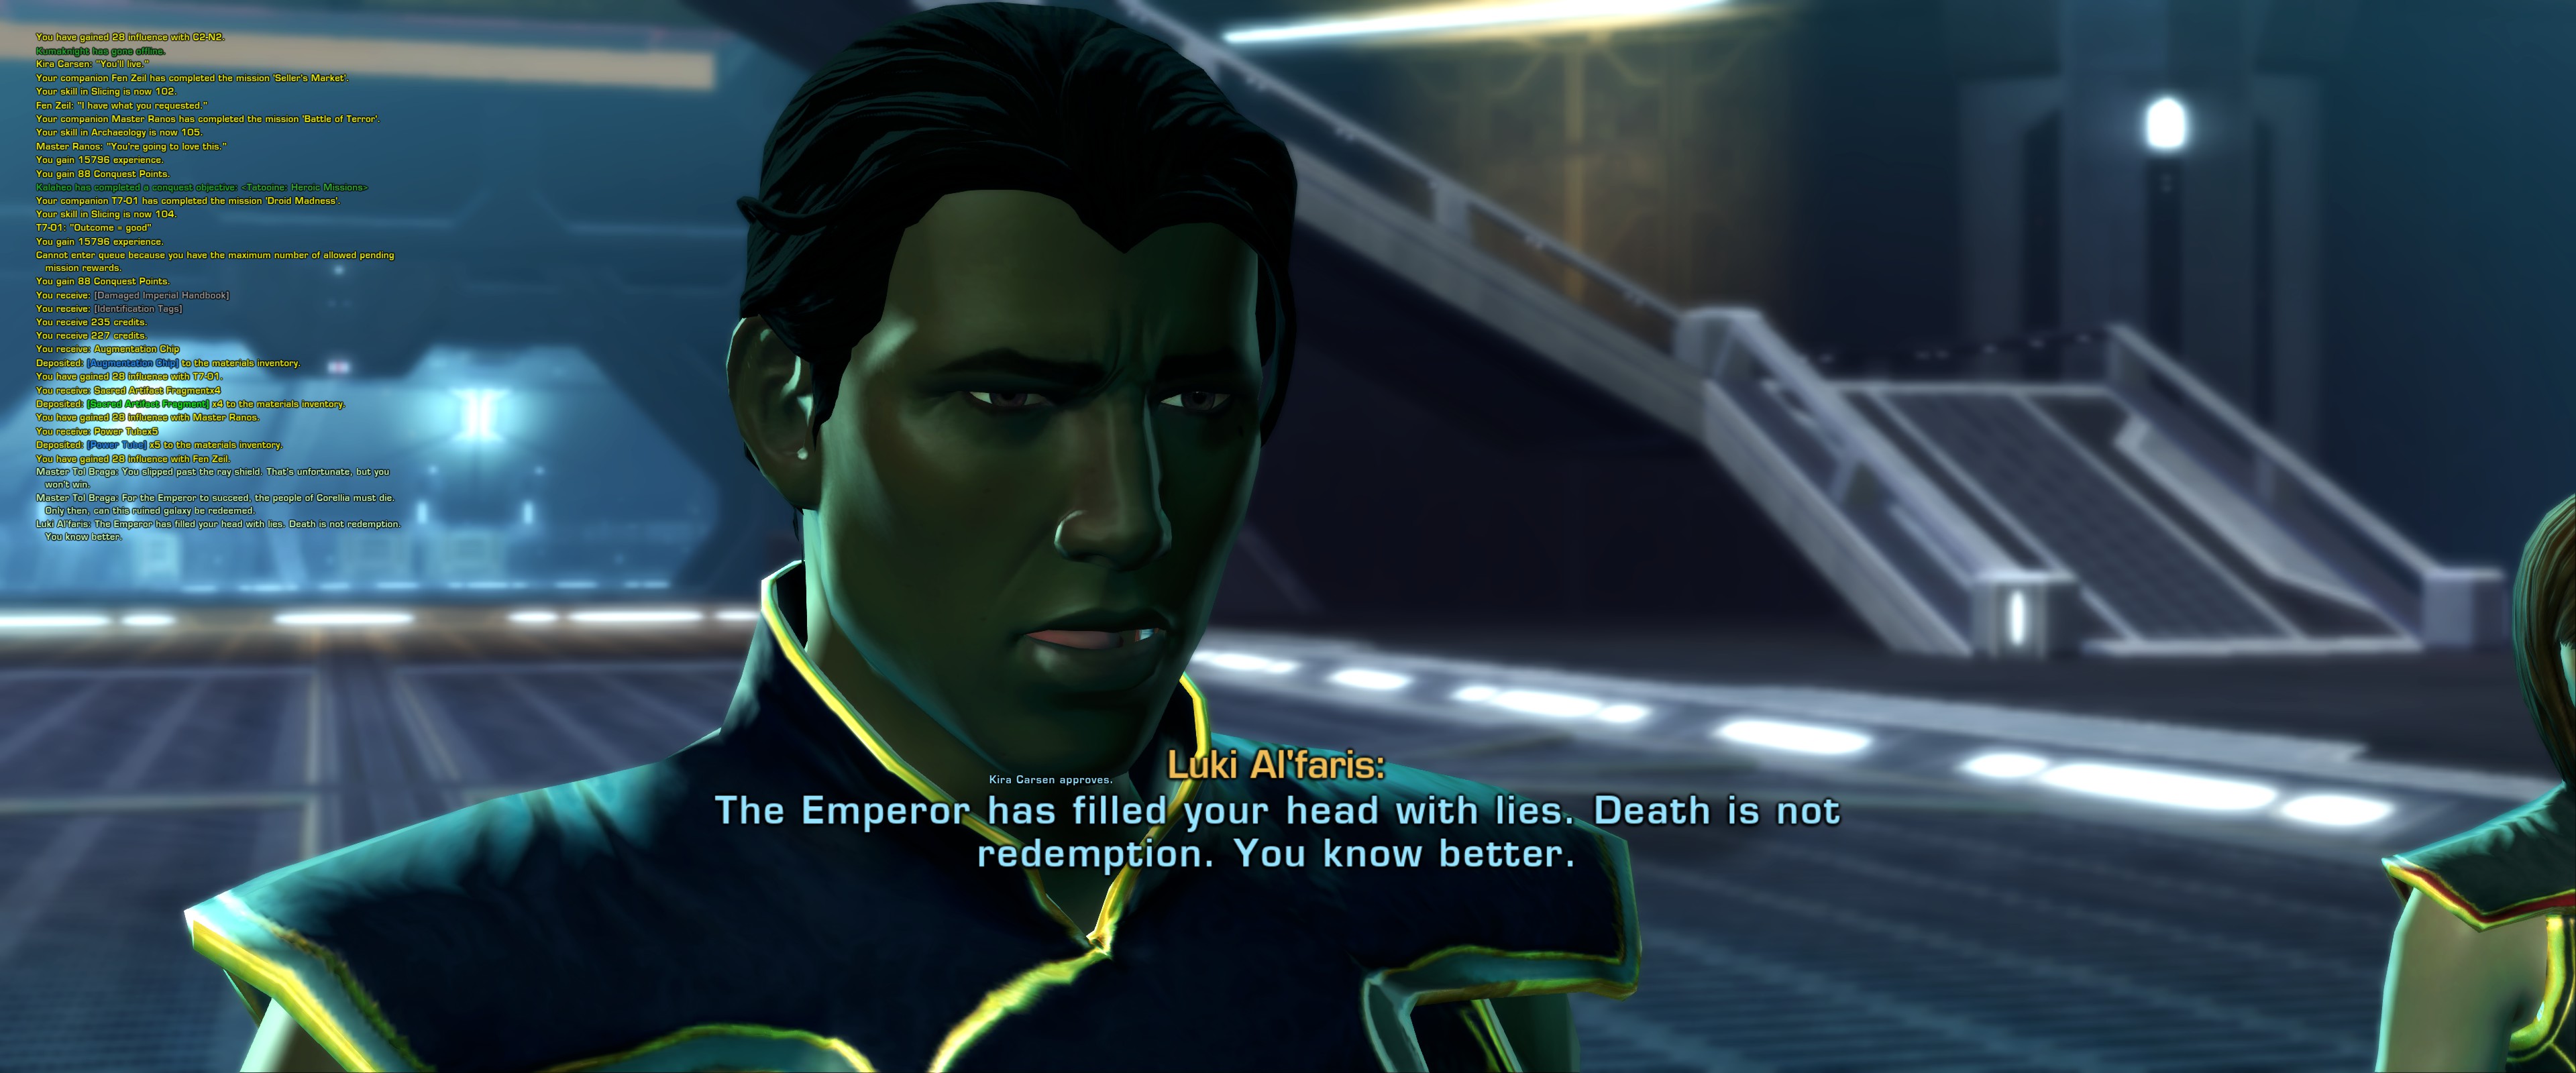 You have gained 28 influence with C2-N2.
Kumaknight has gone offline.
Kira Carsen: "You'll live."
Your companion Fen Zeil has completed the mission 'Seller's Market'.
Your skill in Slicing is now 102.
Fen Zeil: "I have what you requested."
Your companion Master Ranos has completed the mission 'Battle of Terror'.
Your skill in Archaeology is now 105.
Master Ranos: "You're going to love this."
You gain 15796 experience.
You gain 88 Conquest Points.
Kalaheo has completed a conquest objective: <Tatooine: Heroic Missions>
Your companion T7-01 has completed the mission 'Droid Madness'.
Your skill in Slicing is now 104.
T7-01: "Outcome = good"
You gain 15796 experience.
Cannot enter queue because you have the maximum number of allowed pending
mission rewards.
You gain 88 Conquest Points.
You receive: [Damaged Imperial Handbook]
You receive: [Identification Tags]
You receive 235 credits.
You receive 227 credits.
You receive: Augmentation Chip
Deposited: [Augmentation Chip] to the materials inventory.
You have gained 28 influence with T7-01.
You receive: Sacred Artifact Fragmentx4
Deposited: [Sacred Artifact Fragment] x4 to the materials inventory.
You have gained 28 influence with Master Ranos.
You receive: Power Tubex5
Deposited: [Power Tube] x5 to the materials inventory.
You have gained 28 influence with Fen Zeil.
Master Tol Braga: You slipped past the ray shield. That's unfortunate, but you
won't win.
Master Tol Braga: For the Emperor to succeed, the people of Corellia must die.
Only then, can this ruined galaxy be redeemed.
Luki Al'faris: The Emperor has filled your head with lies. Death is not redemption.
You know better.
Kira Carsen approves.
Luki Al'faris:
The Emperor has filled your head with lies. Death is not
redemption. You know better.